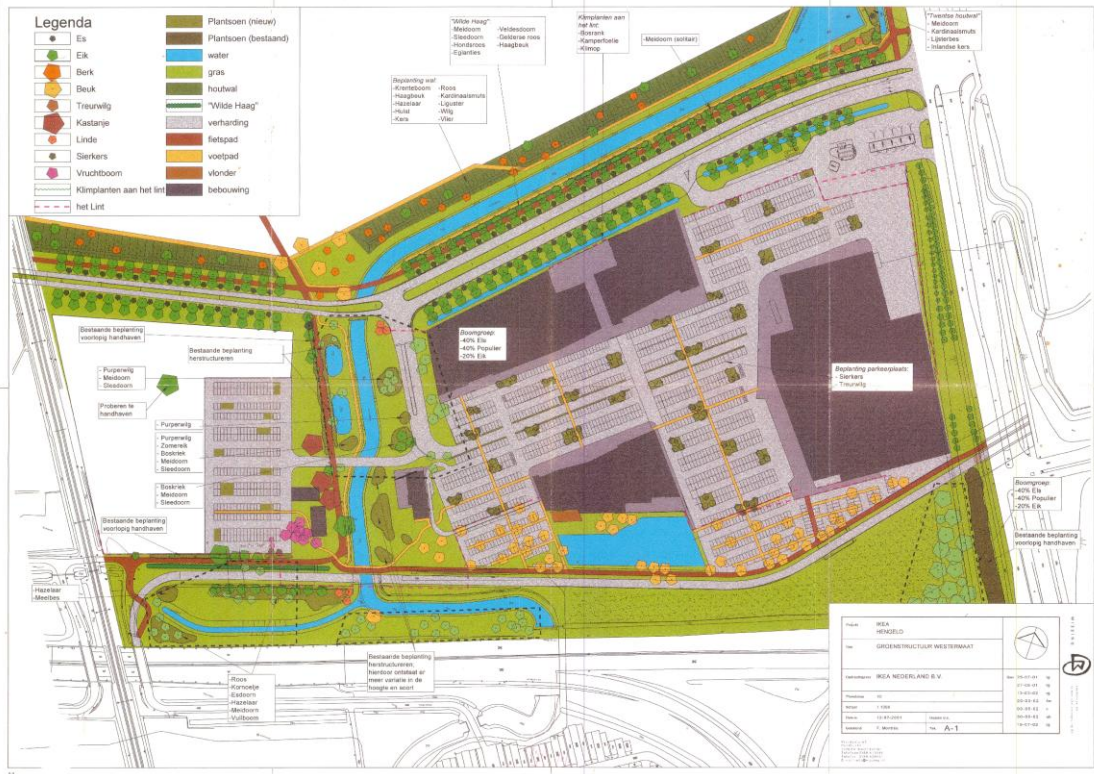 Legenda
Es
Eik
Berk
Beuk
Treurwilg
Kastanje
Linde
Sierkers
Vruchtboom
Klimplanten aan het lint
het Lint
Plantsoen (nieuw)
Plantsoen (bestaand)
water
gras
houtwal
"Wilde Haag"
verharding
fietspad
voetpad
vlonder
bebouwing
"Wilde Haag"
-Meidoorn -Veldesdoorn
-Sleedoorn -Gelderse roos
-Hondsroos -Haagbeuk
-Eglantier
Klimplanten aan
het lint:
-Bosrank
-Kamperfoelie
-Klimop
-Meidoorn (solitair)
"Twentse houtwal"
- Meidoorn
- Kardinaalsmuts
- Lijsterbes
- Inlandse kers
Beplanting wal:
-Krenteboom -Roos
-Haagbeuk -Kardinaalsmuts
-Hazelaar -Liguster
-Hulst -Wilg
-Kers -Vlier
Bestaande beplanting
voorlopig handhaven
Bestaande beplanting
herstructureren
- Purperwilg
- Meidoorn
- Sleedoorn
Proberen te
handhaven
- Purperwilg
- Purperwilg
- Zomereik
- Boskriek
- Meidoorn
- Sleedoorn
- Boskriek
- Meidoorn
- Sleedoorn
Bestaande beplanting
voorlopig handhaven
-Hazelaar
-Meelbes
Boomgroep:
-40% Els
-40% Populier
-20% Eik
Beplanting parkeerplaats:
- Sierkers
- Treurwilg
Boomgroep:
-40% Els
-40% Populier
-20% Eik
Bestaande beplanting
voorlopig handhaven
-Roos
-Kornoelje
-Esdoorn
-Hazelaar
-Meidoorn
-Vuilboom
Bestaande beplanting
herstructureren,
hierdoor ontstaat er
meer variatie in de
hoogte en soort
IKEA
HENGELO
GROENSTRUCTUUR WESTERMAAT
IKEA NEDERLAND B.V.
A-1